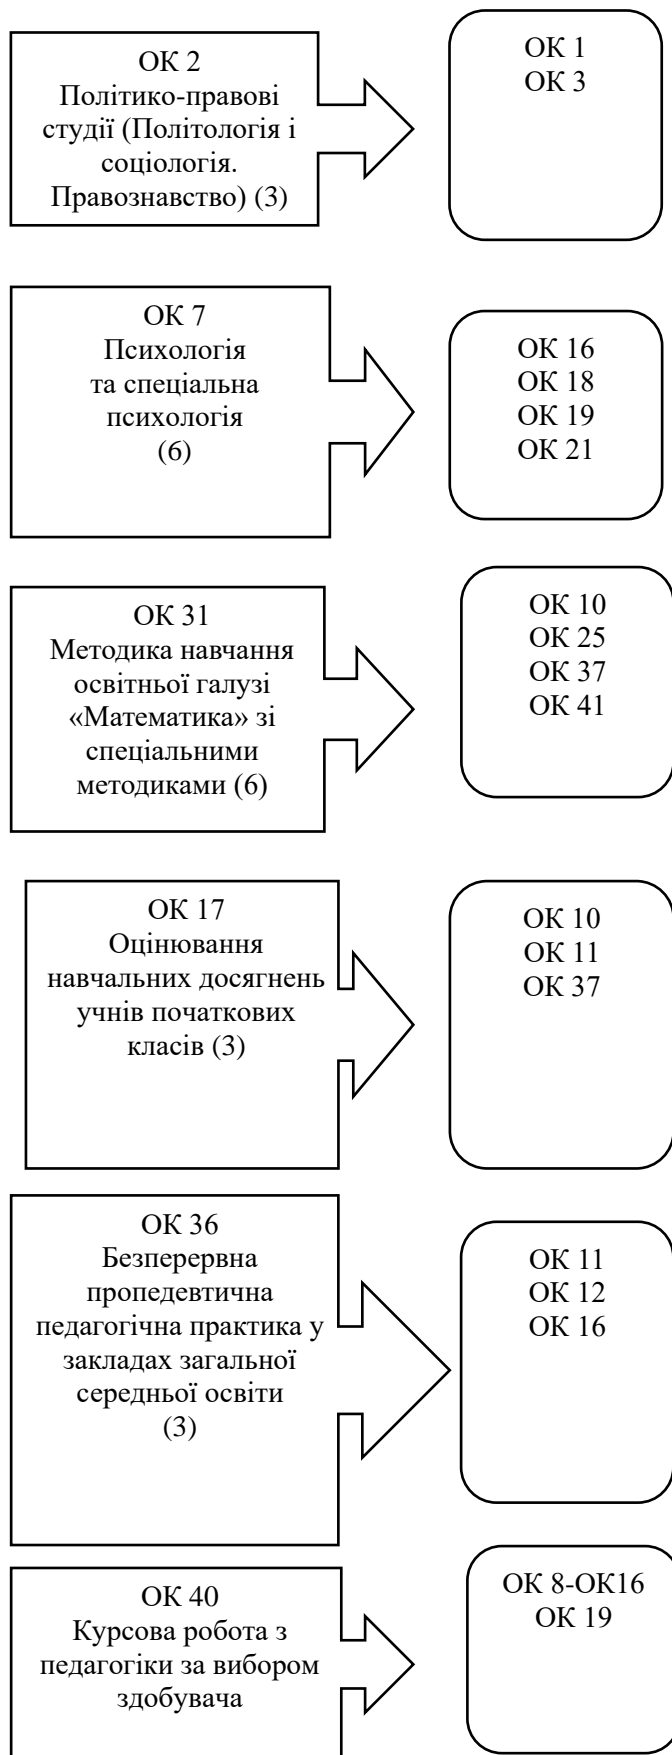 ОК 2
Політико-правові
студії (Політологія і
соціологія.
Правознавство) (3)
ОК 1
ОК 3
ОК 7
Психологія
та спеціальна
психологія
(6)
ОК 16
ОК 18
ОК 19
ОК 21
ОК 31
Методика навчання
освітньої галузі
«Математика» зі
спеціальними
методиками (6)
ОК 10
ОК 25
ОК 37
ОК 41
ОК 17
Оцінювання
навчальних досягнень
учнів початкових
класів (3)
ОК 10
ОК 11
ОК 37
ОК 36
Безперервна
пропедевтична
педагогічна практика у
закладах загальної
середньої освіти
(3)
ОК 11
ОК 12
ОК 16
ОК 40
Курсова робота з
педагогіки за вибором
здобувача
ОК 8-ОК16
ОК 19